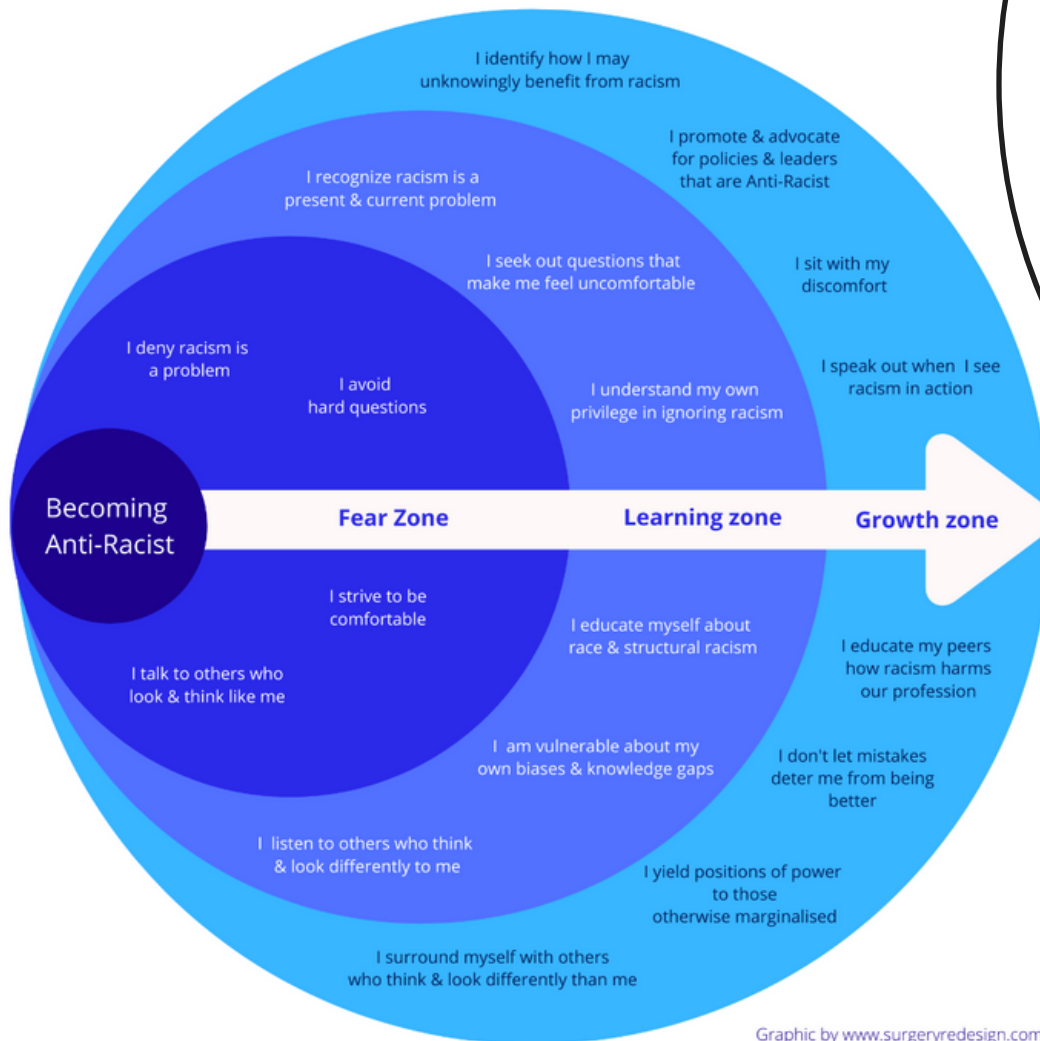 I identify how I may
unknowingly benefit from racism
I promote & advocate
for policies & leaders
that are Anti-Racist
I recognize racism is a
present & current problem
I seek out questions that
make me feel uncomfortable
I sit with my
discomfort
I deny racism is
a problem
I avoid
hard questions
I understand my own
privilege in ignoring racism
I speak out when I see
racism in action
Becoming
Anti-Racist
Fear Zone
Learning zone
Growth zone
I strive to be
comfortable
I talk to others who
look & think like me
I educate myself about
race & structural racism
I educate my peers
how racism harms
our profession
I am vulnerable about my
own biases & knowledge gaps
I don't let mistakes
deter me from being
better
I listen to others who think
& look differently to me
I yield positions of power
to those
otherwise marginalised
I surround myself with others
who think & look differently than me
Graphic by www.surgeryredesign.com